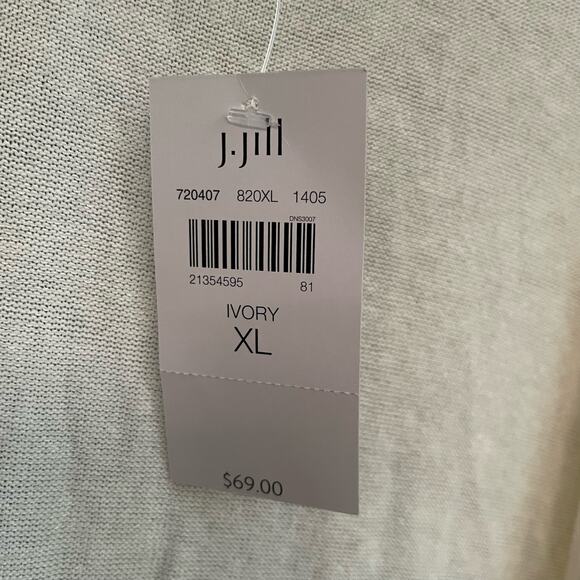 J.Jill
720407 820XL 1405
DNS3007
21354595 81
IVORY
XL
$69.00